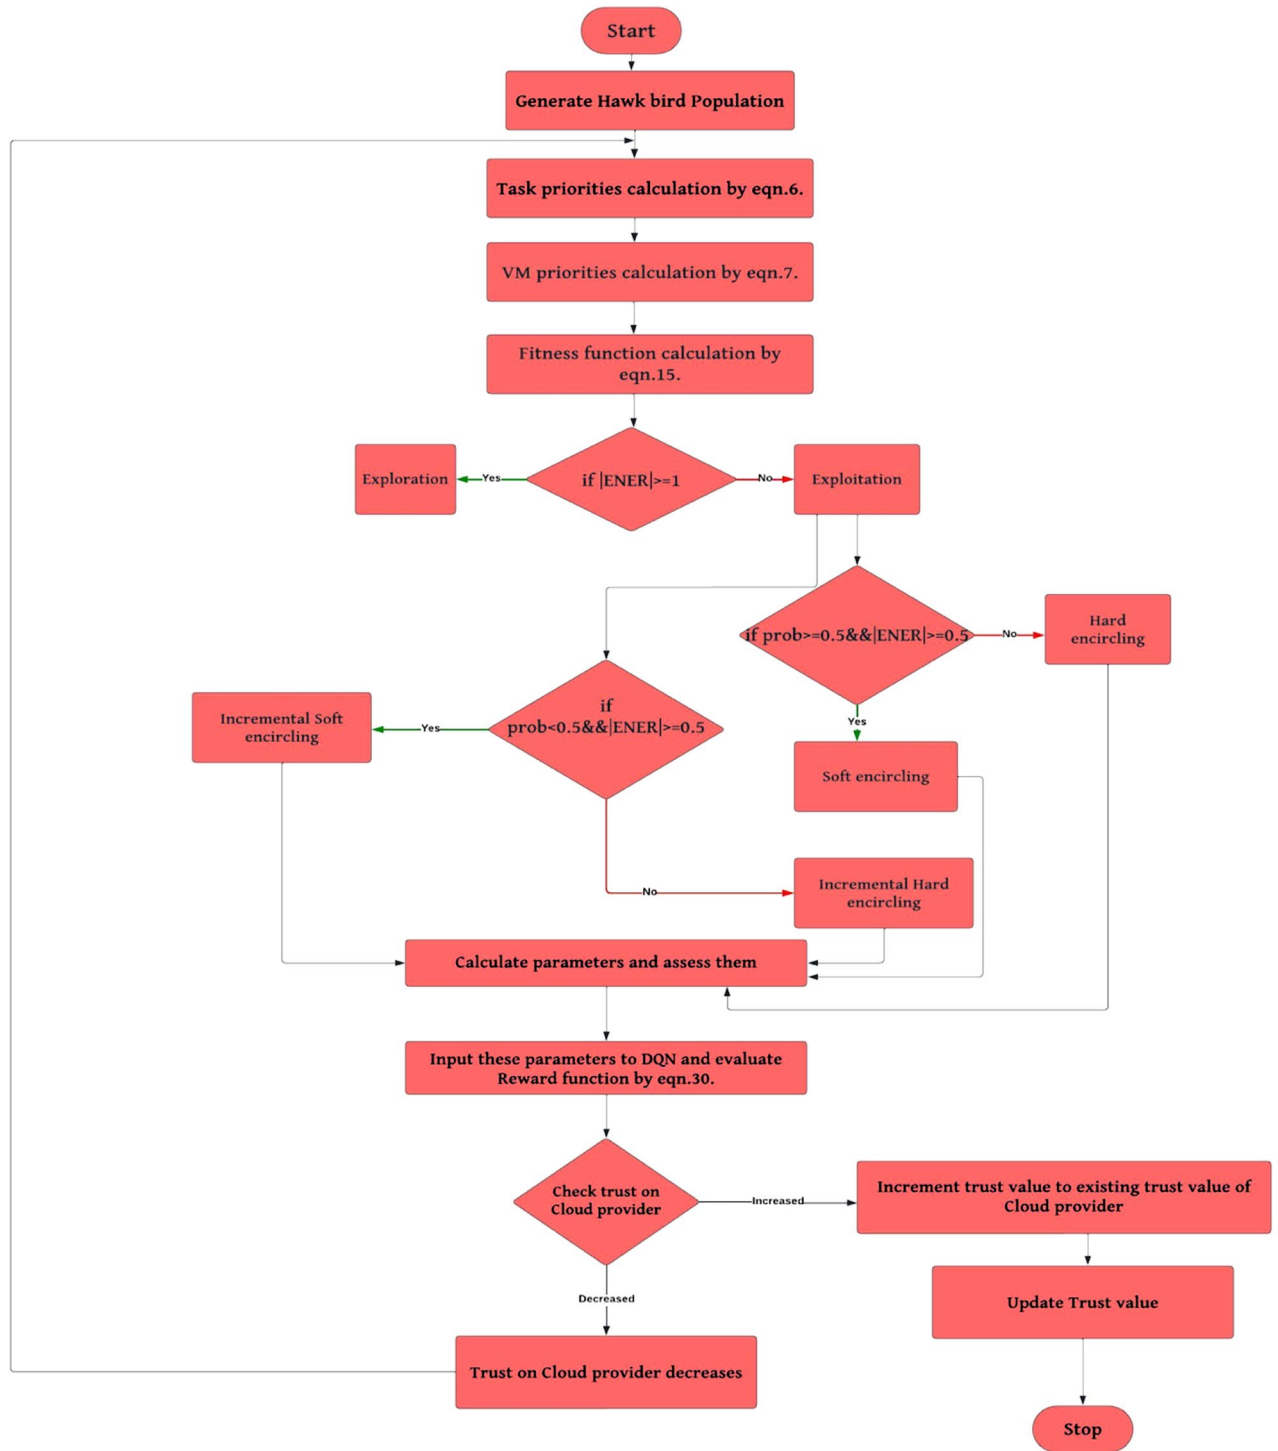 Start
Generate Hawk bird Population
Task priorities calculation by eqn.6.
VM priorities calculation by eqn.7.
Fitness function calculation by
eqn.15.
Exploration
Yes
if |ENER|>=1
No
Exploitation
if prob>=0.5&&|ENER|>=0.5
No
Hard
encircling
Incremental Soft
encircling
Yes
if
prob<0.5&&|ENER|>=0.5
Yes
Soft encircling
No
Incremental Hard
encircling
Calculate parameters and assess them
Input these parameters to DQN and evaluate
Reward function by eqn.30.
Check trust on
Cloud provider
Increased
Increment trust value to existing trust value of
Cloud provider
Decreased
Update Trust value
Trust on Cloud provider decreases
Stop